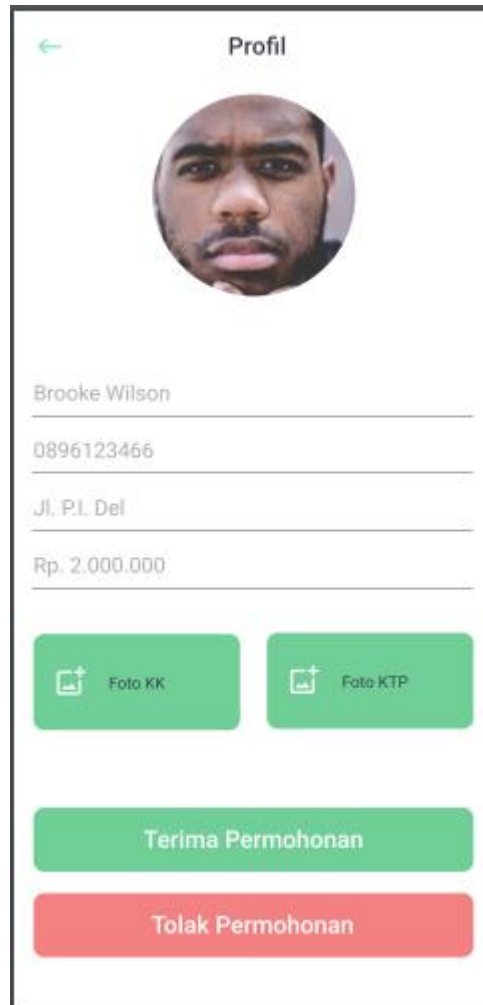 Profil
Brooke Wilson
0896123466
Jl. P.I. Del
Rp. 2.000.000
Foto KK
Foto KTP
Terima Permohonan
Tolak Permohonan